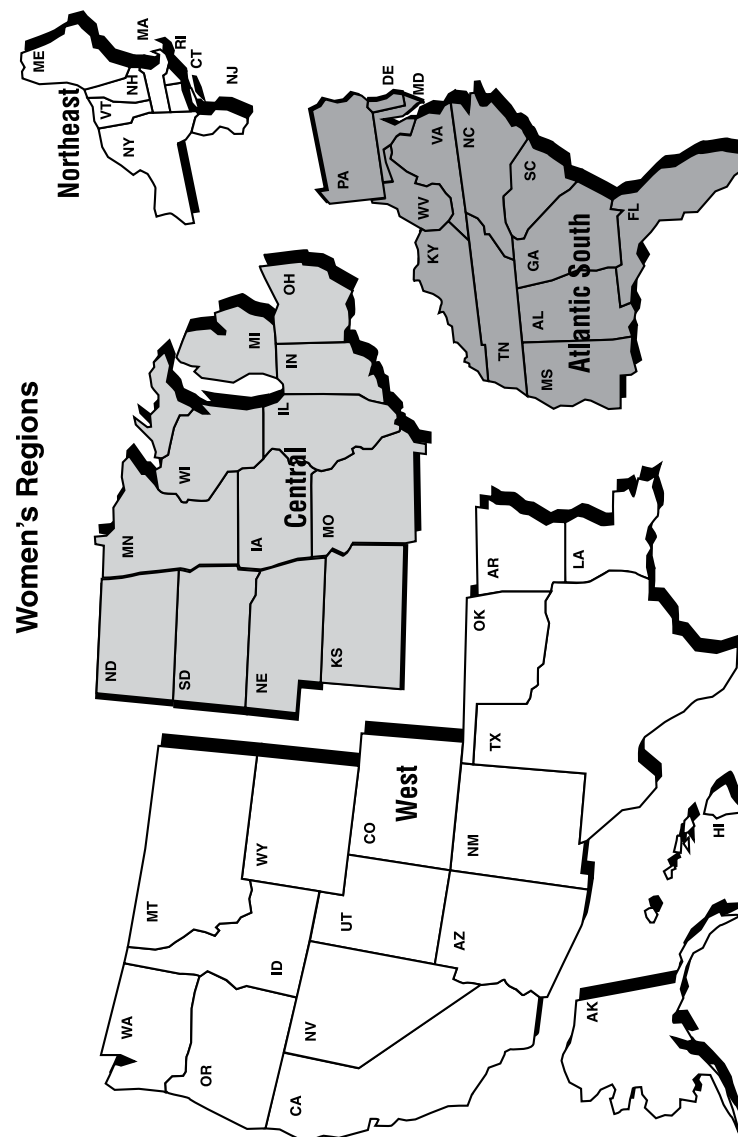 Women's Regions
Northeast
ME
VT
NH
MA
RI
CT
NJ
NY
Central
ND
SD
NE
KS
MN
IA
MO
WI
IL
MI
IN
OH
Atlantic South
PA
DE
MD
VA
WV
NC
SC
KY
TN
GA
AL
MS
FL
West
WA
OR
CA
NV
ID
MT
WY
UT
CO
AZ
NM
TX
OK
AR
LA
AK
HI